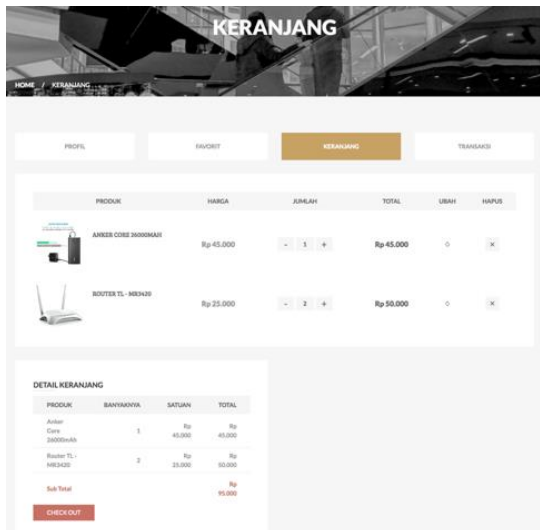 KERANJANG
HOME / KERANJANG
PROFIL FAVORIT KERANJANG TRANSAKSI
PRODUK HARGA JUMLAH TOTAL UBAH HAPUS
ANKER CORE 26000MAH
Rp 45.000 - 1 + Rp 45.000
ROUTER TL - MR3420
Rp 25.000 - 2 + Rp 50.000
DETAIL KERANJANG
PRODUK BANYAKNYA SATUAN TOTAL
Anker
Core
26000mAh
1
Rp
45.000
Rp
45.000
Router TL -
MR3420
2
Rp
25.000
Rp
50.000
Sub Total
Rp
95.000
CHECK OUT